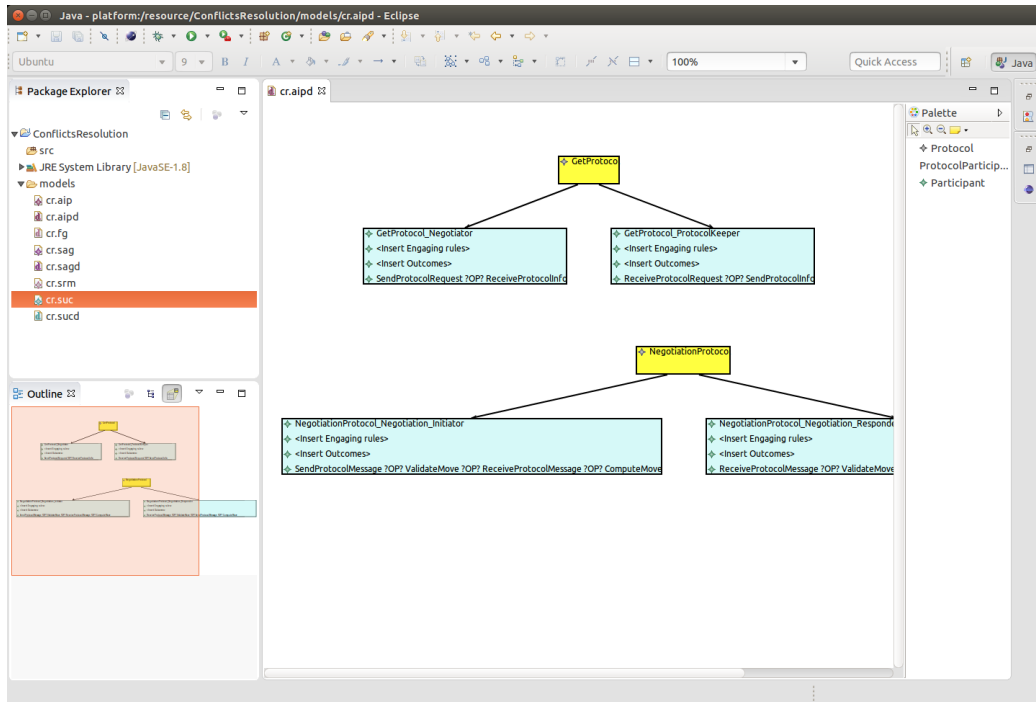 Java - platform:/resource/ConflictsResolution/models/cr.aipd - Eclipse
Ubuntu 9 B I A 100% Quick Access Java
Package Explorer
ConflictsResolution
src
JRE System Library [JavaSE-1.8]
models
cr.aip
cr.aipd
cr.fg
cr.sag
cr.sagd
cr.srm
cr.suc
cr.sucd
Outline
cr.aipd
GetProtoco
GetProtocol_Negotiator
<Insert Engaging rules>
<Insert Outcomes>
SendProtocolRequest ?OP? ReceiveProtocolInfo
GetProtocol_ProtocolKeeper
<Insert Engaging rules>
<Insert Outcomes>
ReceiveProtocolRequest ?OP? SendProtocolInfo
NegotiationProtoco
NegotiationProtocol_Negotiation_Initiator
<Insert Engaging rules>
<Insert Outcomes>
SendProtocolMessage ?OP? ValidateMove ?OP? ReceiveProtocolMessage ?OP? ComputeMove
NegotiationProtocol_Negotiation_Responde
<Insert Engaging rules>
<Insert Outcomes>
ReceiveProtocolMessage ?OP? ValidateMove
Palette
Protocol
ProtocolParticip...
Participant